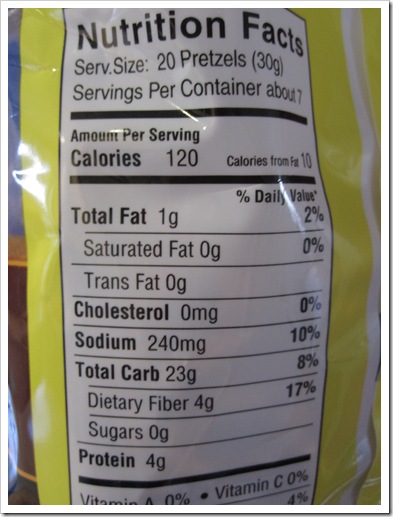 Nutrition Facts
Serv.Size: 20 Pretzels (30g)
Servings Per Container about 7
Amount Per Serving
Calories 120 Calories from Fat 10
% Daily Value*
Total Fat 1g 2%
Saturated Fat 0g 0%
Trans Fat 0g
Cholesterol 0mg 0%
Sodium 240mg 10%
Total Carb 23g 8%
Dietary Fiber 4g 17%
Sugars 0g
Protein 4g
Vitamin A 0% • Vitamin C 0%
4%